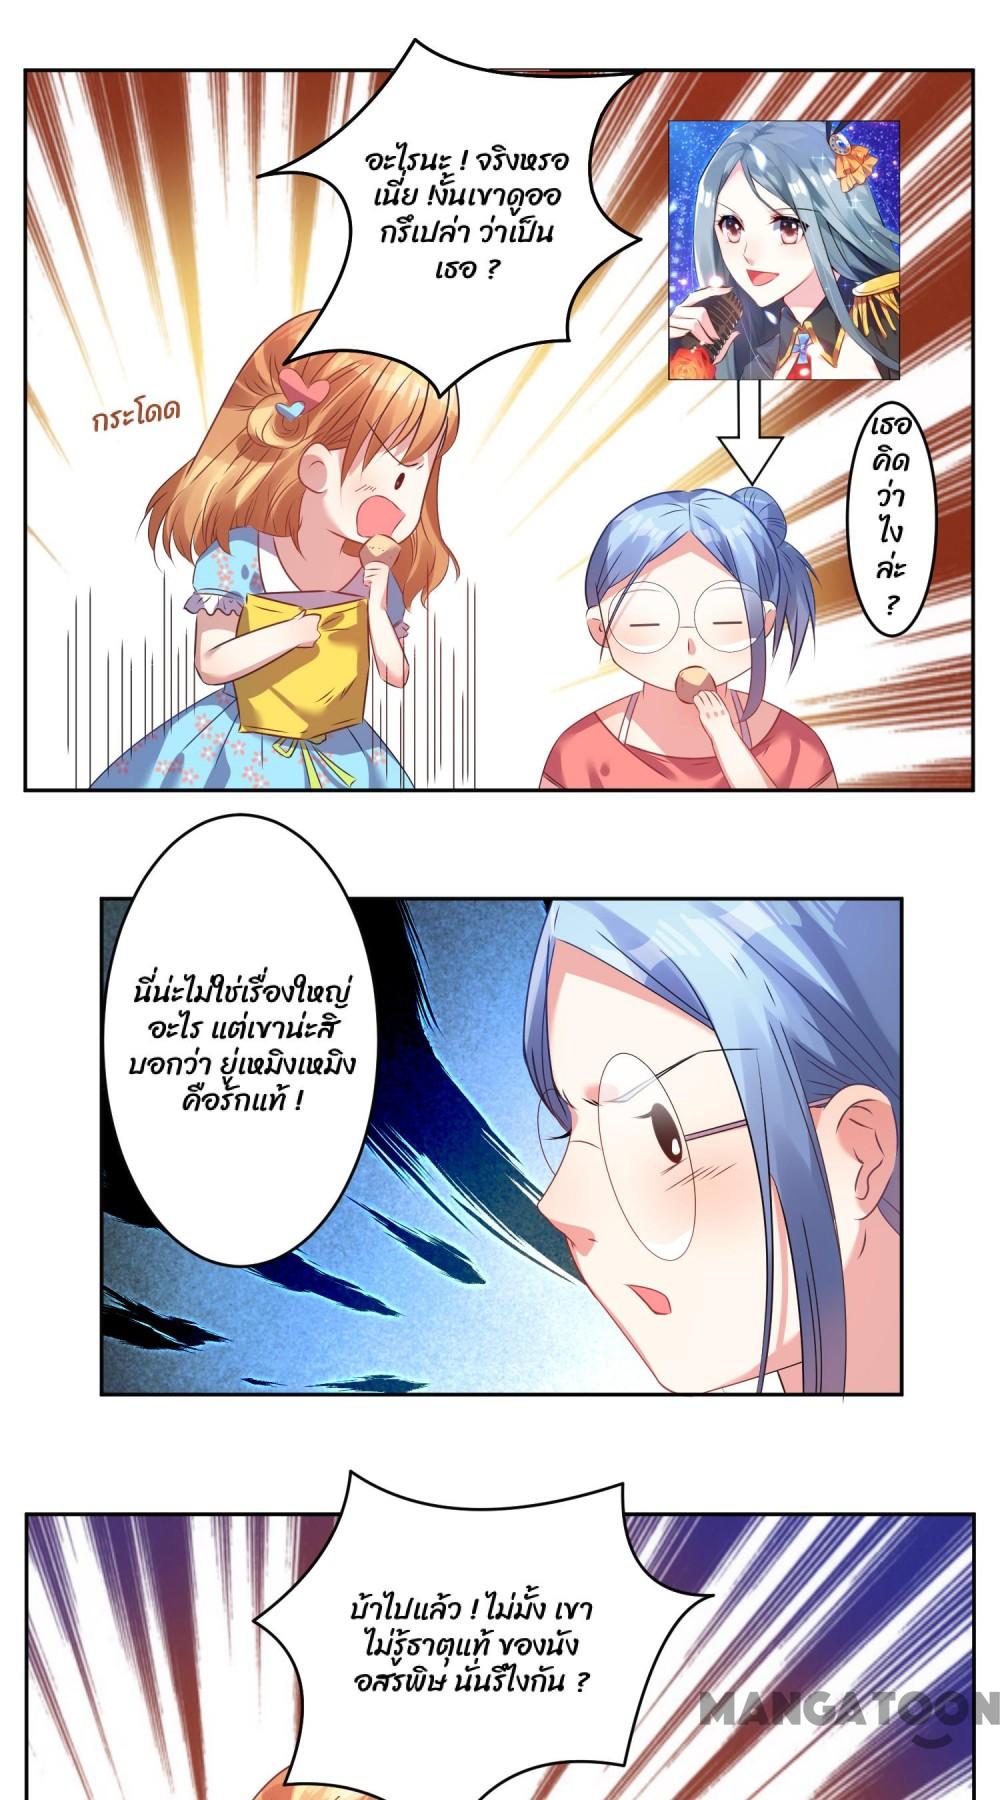 อะไรนะ ! จริงหรอ
เนี่ย !งั้นเขาดูออ
กรึเปล่า ว่าเป็น
เธอ ?
กระโดด
เธอ
คิด
ว่า
ไง
ล่ะ
?
นี่น่ะไม่ใช่เรื่องใหญ่
อะไร แต่เขาน่ะสิ
บอกว่า ยู่เหมิงเหมิง
คือรักแท้ !
บ้าไปแล้ว ! ไม่มั้ง เขา
ไม่รู้ธาตุแท้ ของนัง
อสรพิษ นั่นรึไงกัน ?
MANGATOON